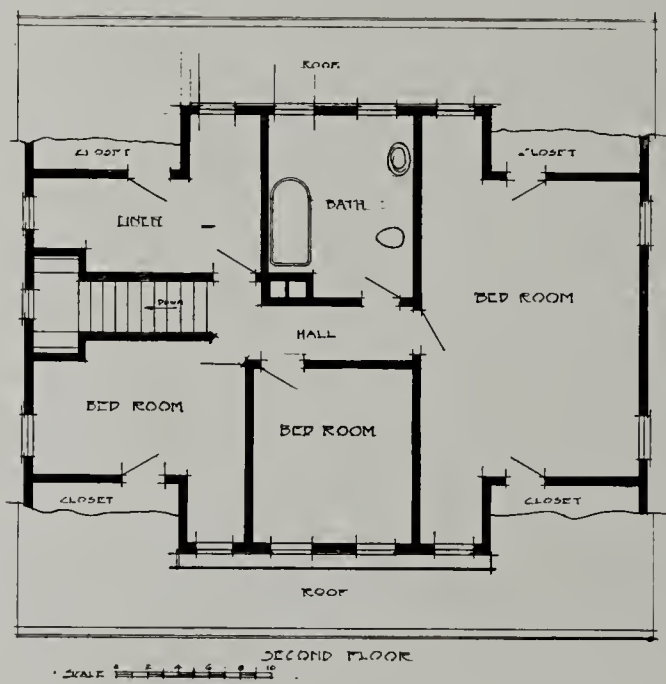 ROOF
CLOSET
CLOSET
LINEN
BATH
DOWN
BED ROOM
HALL
BED ROOM
BED ROOM
CLOSET
CLOSET
ROOF
SECOND FLOOR
SCALE 0 2 4 6 8 10